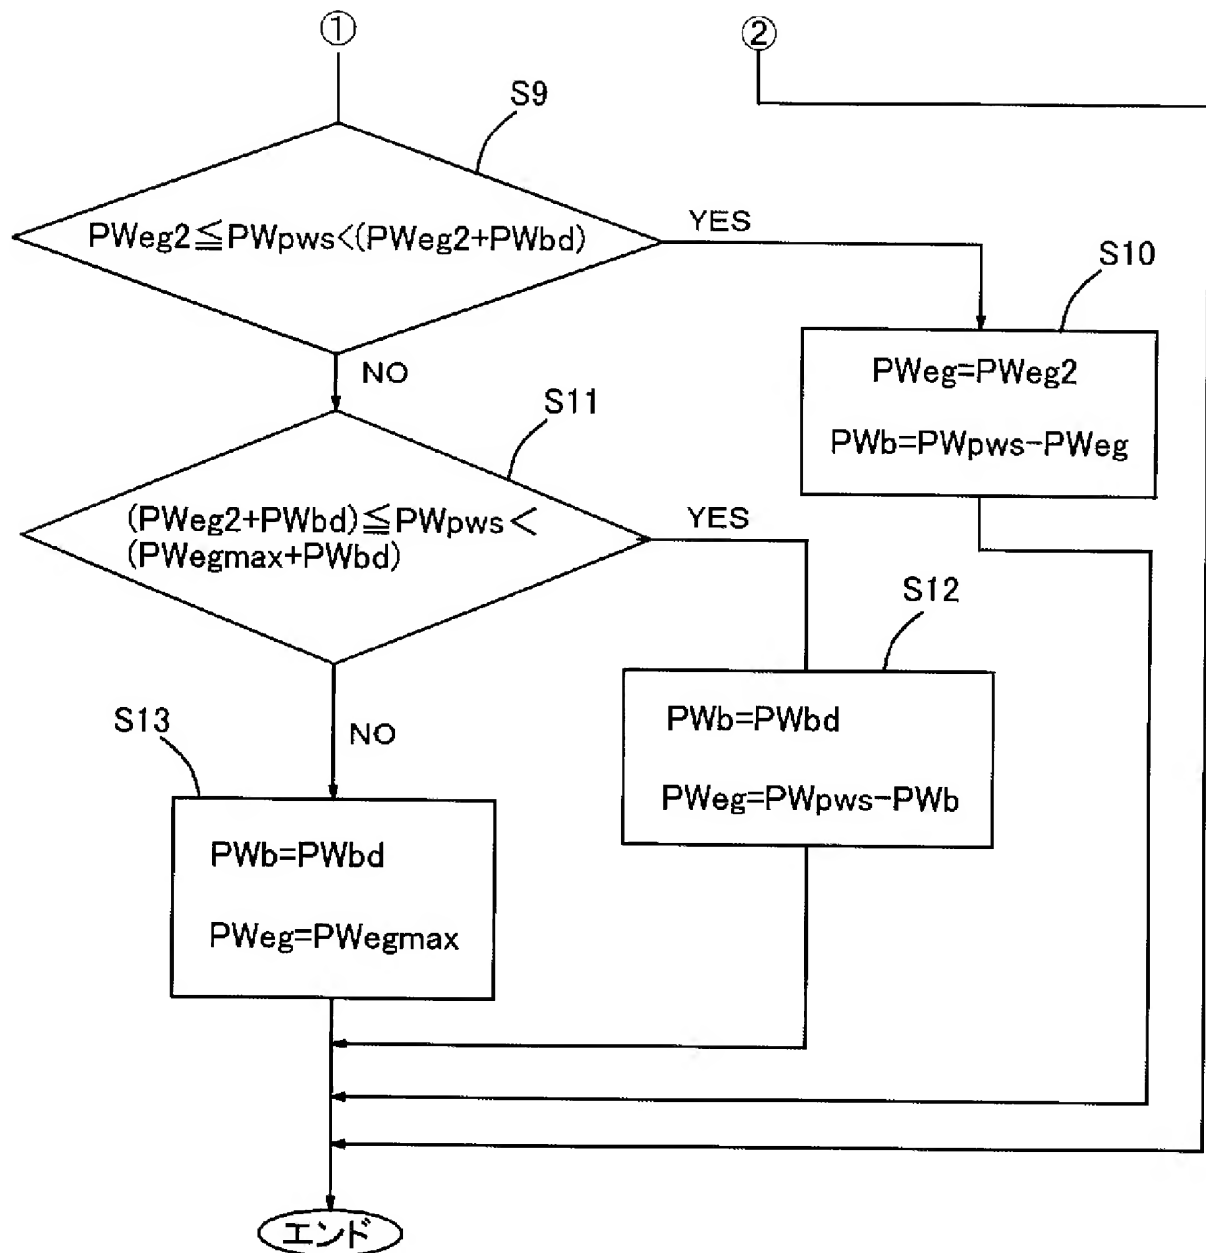 ①
②
S9
PWeg2≦PWpws<(PWeg2+PWbd)
YES
S10
PWeg=PWeg2
PWb=PWpws-PWeg
NO
S11
(PWeg2+PWbd)≦PWpws<
(PWegmax+PWbd)
YES
S12
PWb=PWbd
PWeg=PWpws-PWb
NO
S13
PWb=PWbd
PWeg=PWegmax
エンド